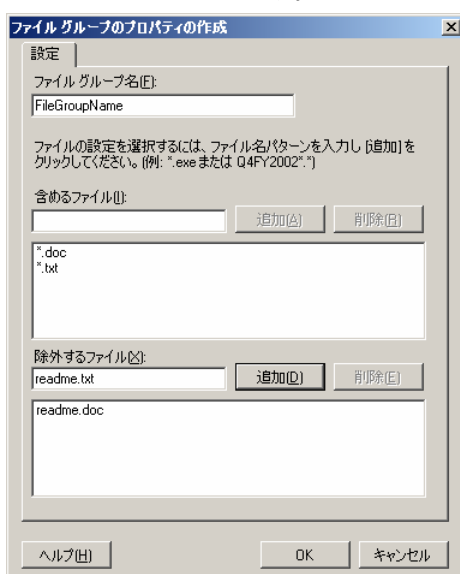 ファイル グループのプロパティの作成
設定
ファイル グループ名(F):
FileGroupName
ファイルの設定を選択するには、ファイル名パターンを入力し [追加] を
クリックしてください。(例: *.exe または Q4FY2002*.*)
含めるファイル(I):
追加(A) 削除(R)
*.doc
*.txt
除外するファイル(X):
readme.txt 追加(D) 削除(E)
readme.doc
ヘルプ(H) OK キャンセル